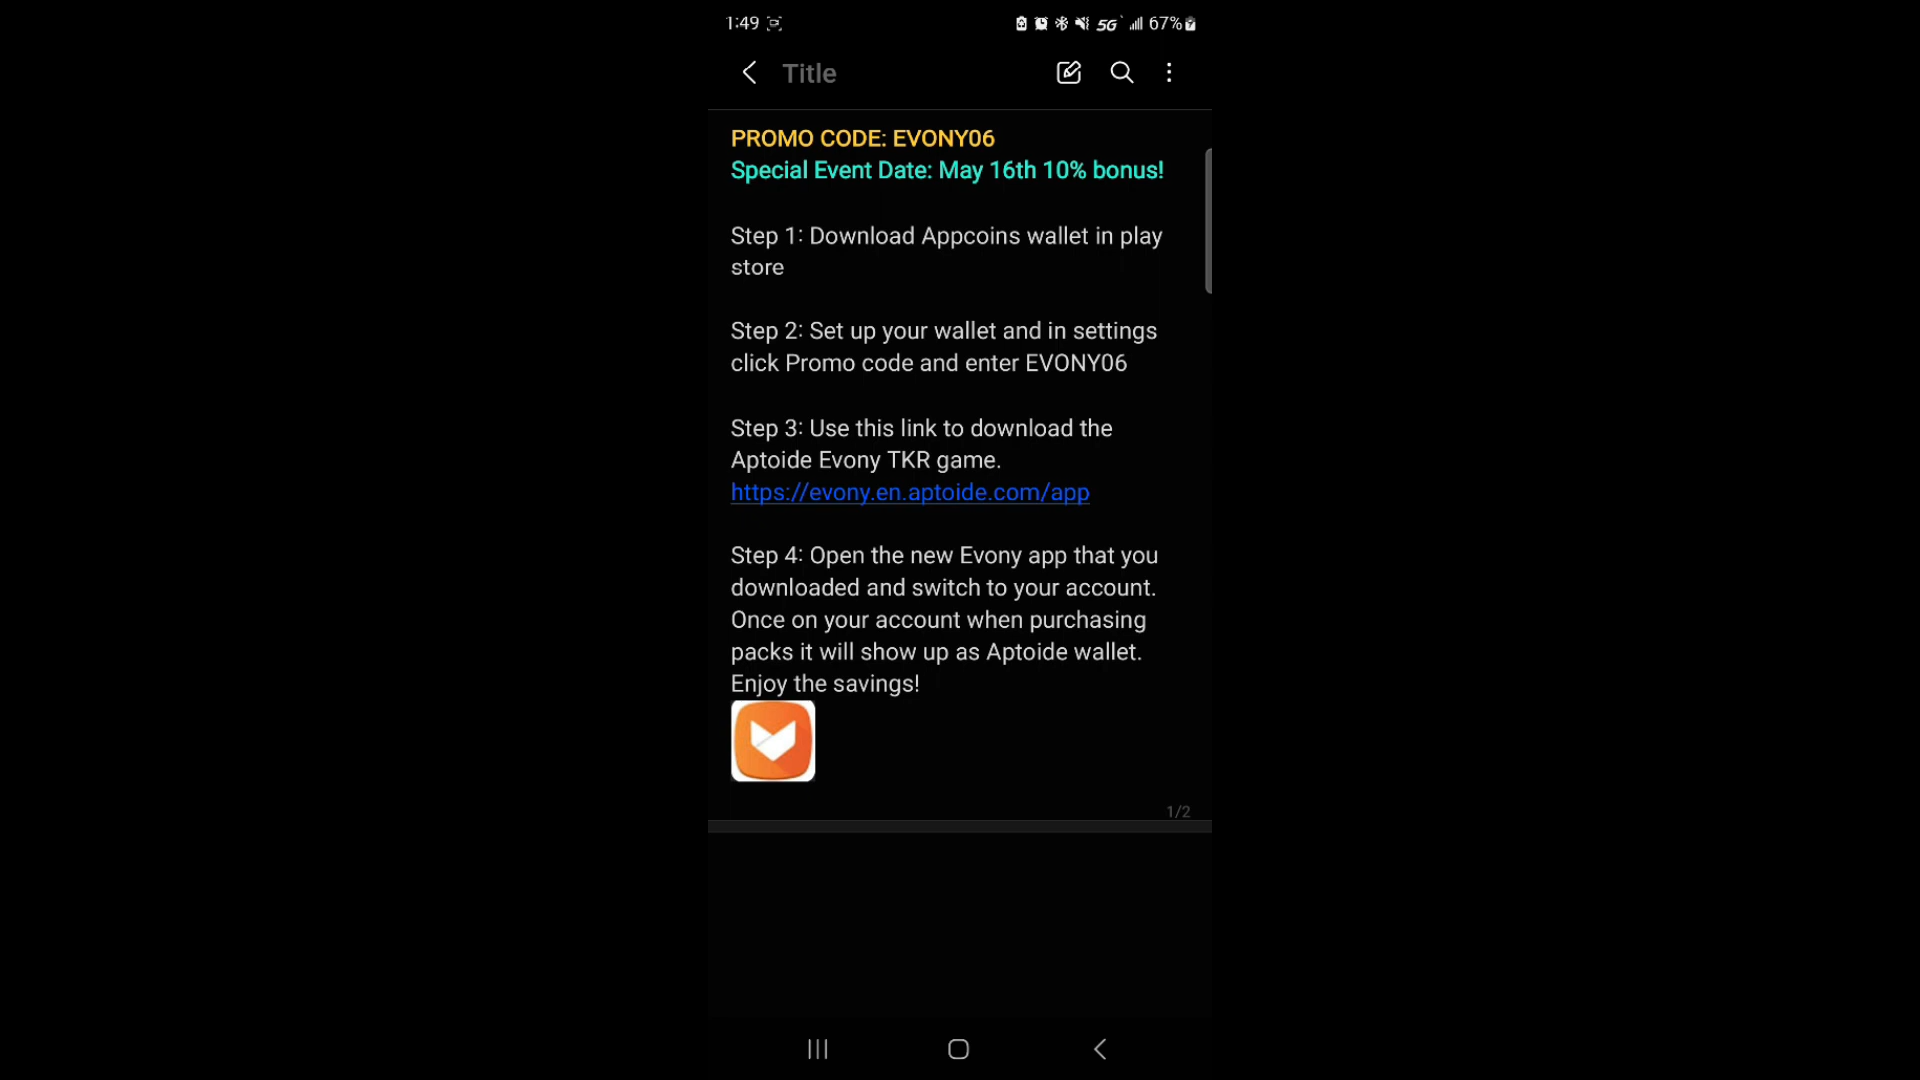 1:49 5G 67%
Title
PROMO CODE: EVONY06
Special Event Date: May 16th 10% bonus!
Step 1: Download Appcoins wallet in play
store
Step 2: Set up your wallet and in settings
click Promo code and enter EVONY06
Step 3: Use this link to download the
Aptoide Evony TKR game.
https://evony.en.aptoide.com/app
Step 4: Open the new Evony app that you
downloaded and switch to your account.
Once on your account when purchasing
packs it will show up as Aptoide wallet.
Enjoy the savings!
1/2